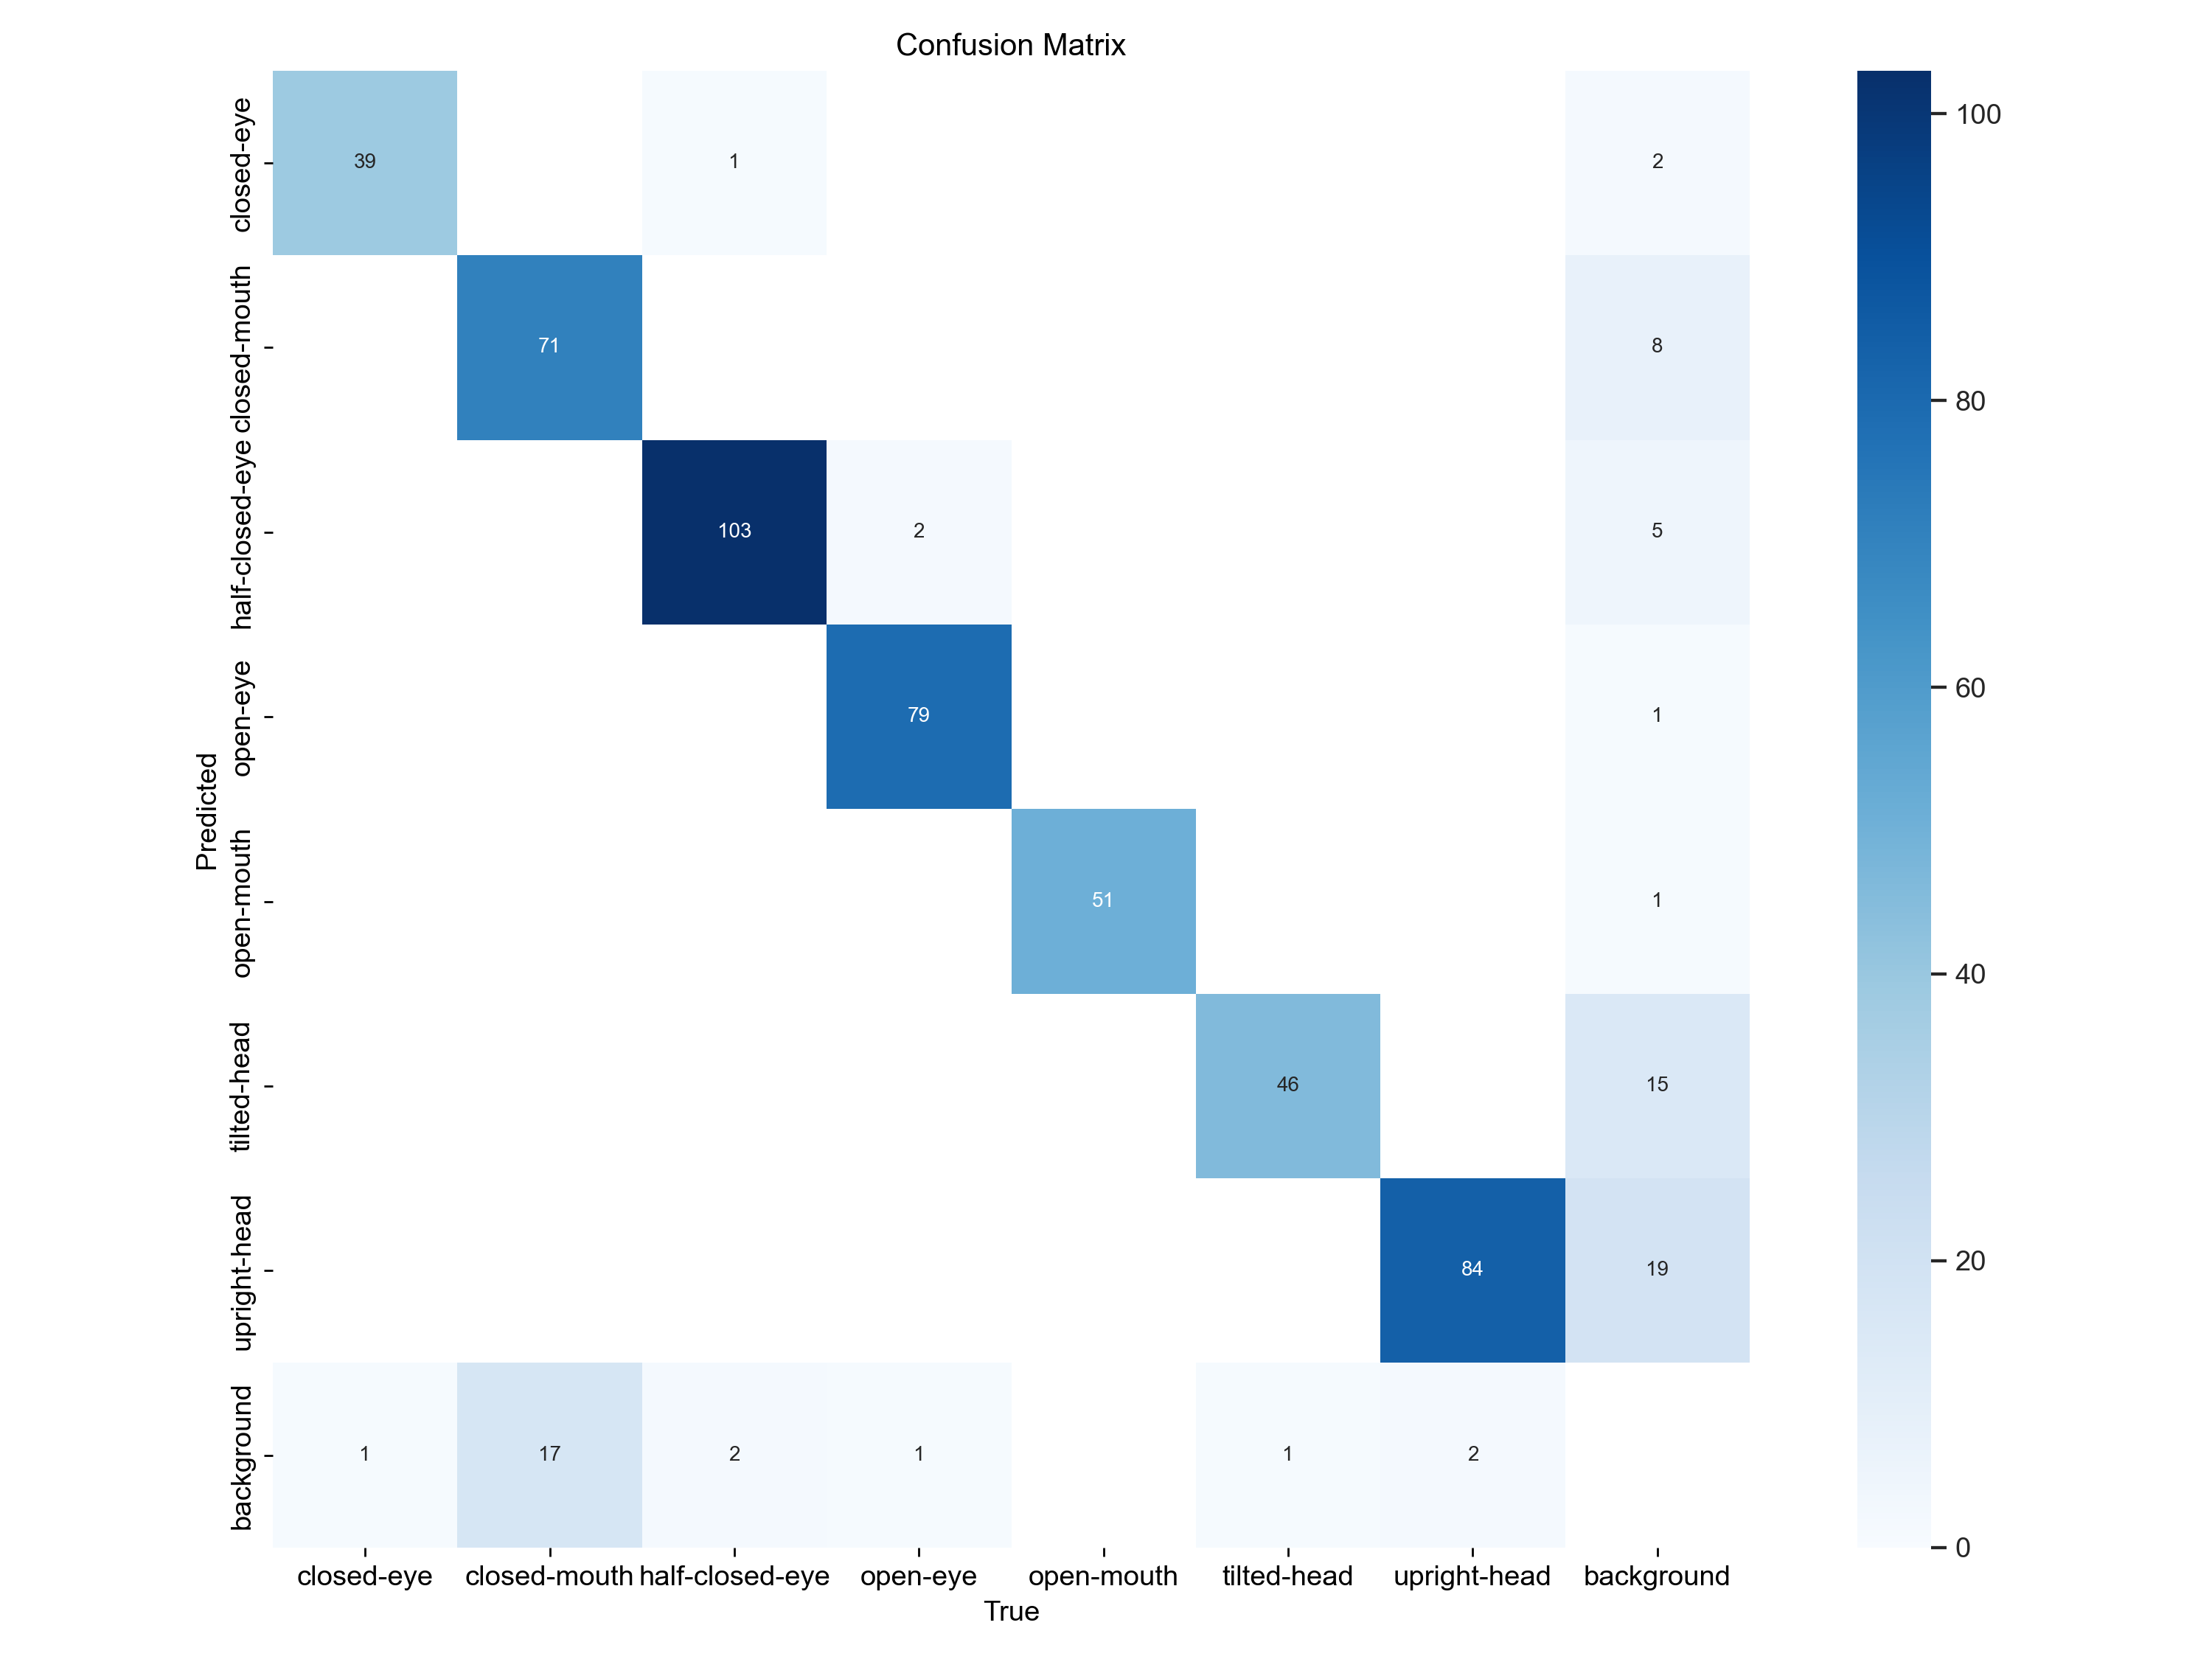 Confusion Matrix
closed-eye
39
1
2
100
closed-mouth
71
8
80
half-closed-eye
103
2
5
60
open-eye
79
1
Predicted
open-mouth
51
1
40
tilted-head
46
15
upright-head
84
19
20
background
1
17
2
1
1
2
0
closed-eye closed-mouth half-closed-eye open-eye open-mouth tilted-head upright-head background
True